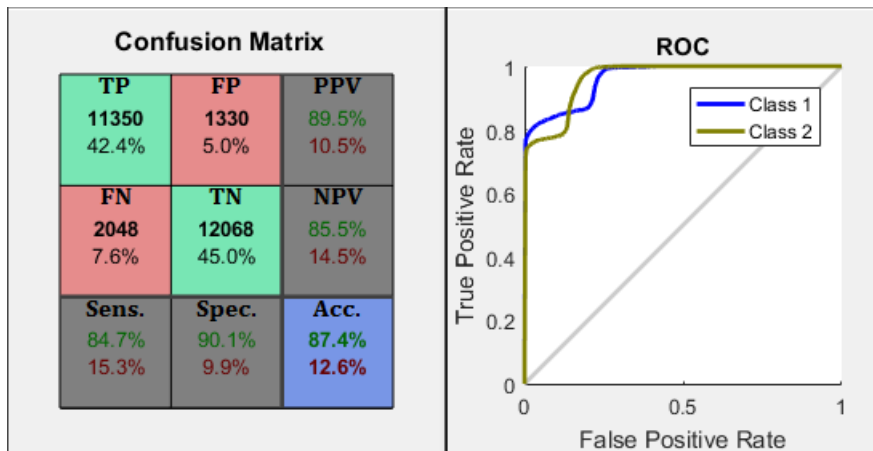 Confusion Matrix
TP FP PPV
11350 1330 89.5%
42.4% 5.0% 10.5%
FN TN NPV
2048 12068 85.5%
7.6% 45.0% 14.5%
Sens. Spec. Acc.
84.7% 90.1% 87.4%
15.3% 9.9% 12.6%
ROC
1
0.8
0.6
0.4
0.2
0
True Positive Rate
Class 1
Class 2
0 0.5 1
False Positive Rate